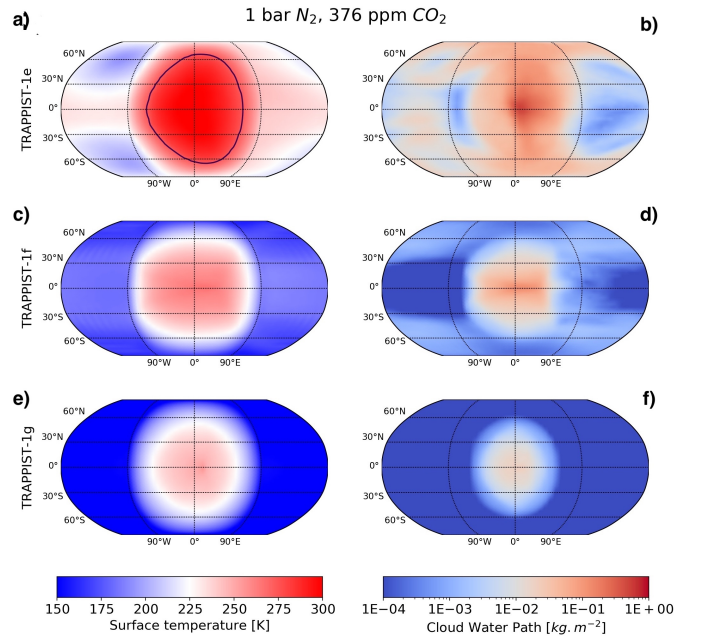 1 bar N₂, 376 ppm CO₂
a)
b)
TRAPPIST-1e
60°N
30°N
0°
30°S
60°S
90°W 0° 90°E
60°N
30°N
0°
30°S
60°S
90°W 0° 90°E
c)
d)
TRAPPIST-1f
60°N
30°N
0°
30°S
60°S
90°W 0° 90°E
60°N
30°N
0°
30°S
60°S
90°W 0° 90°E
e)
f)
TRAPPIST-1g
60°N
30°N
0°
30°S
60°S
90°W 0° 90°E
60°N
30°N
0°
30°S
60°S
90°W 0° 90°E
150 175 200 225 250 275 300
Surface temperature [K]
1E−04 1E−03 1E−02 1E−01 1E+00
Cloud Water Path [kg.m⁻²]